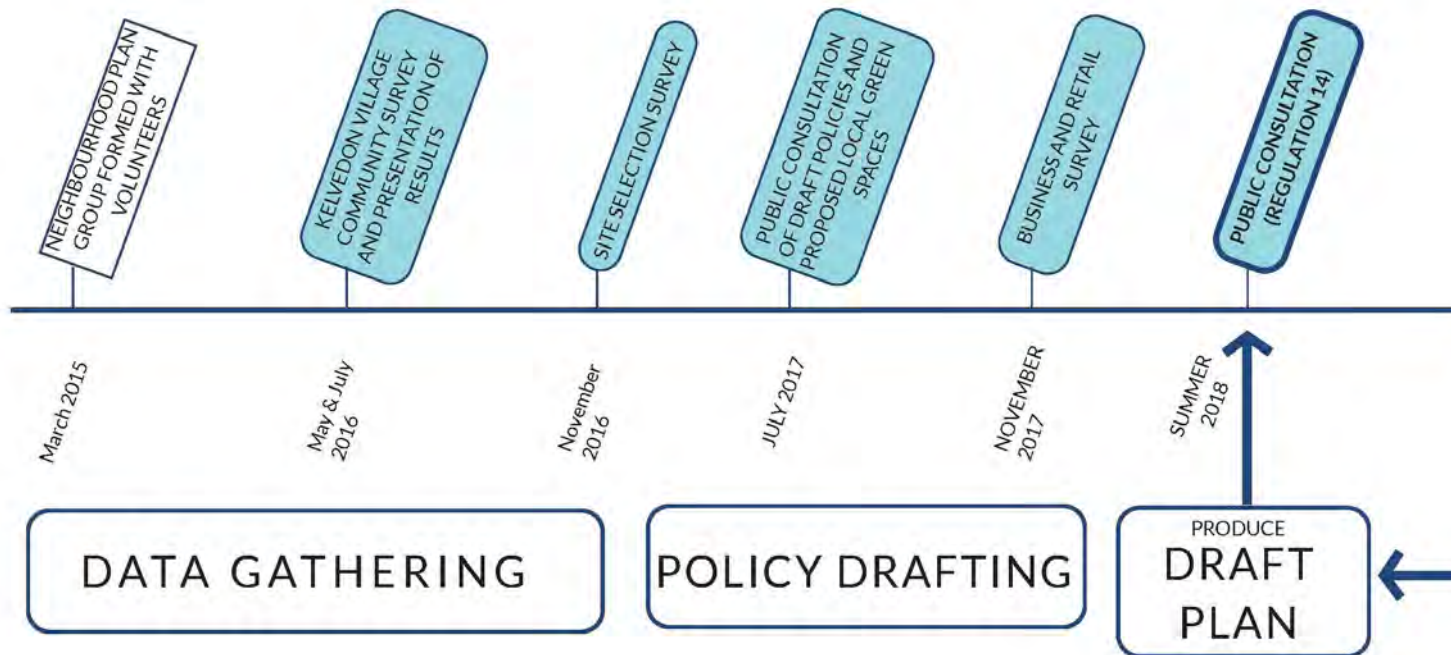 NEIGHBOURHOOD PLAN
GROUP FORMED WITH
VOLUNTEERS
KELVEDON VILLAGE
COMMUNITY SURVEY
AND PRESENTATION OF
RESULTS
SITE SELECTION SURVEY
PUBLIC CONSULTATION
OF DRAFT POLICIES AND
PROPOSED LOCAL GREEN
SPACES
BUSINESS AND RETAIL
SURVEY
PUBLIC CONSULTATION
(REGULATION 14)
March 2015
May & July
2016
November
2016
JULY 2017
NOVEMBER
2017
SUMMER
2018
DATA GATHERING
POLICY DRAFTING
PRODUCE
DRAFT
PLAN